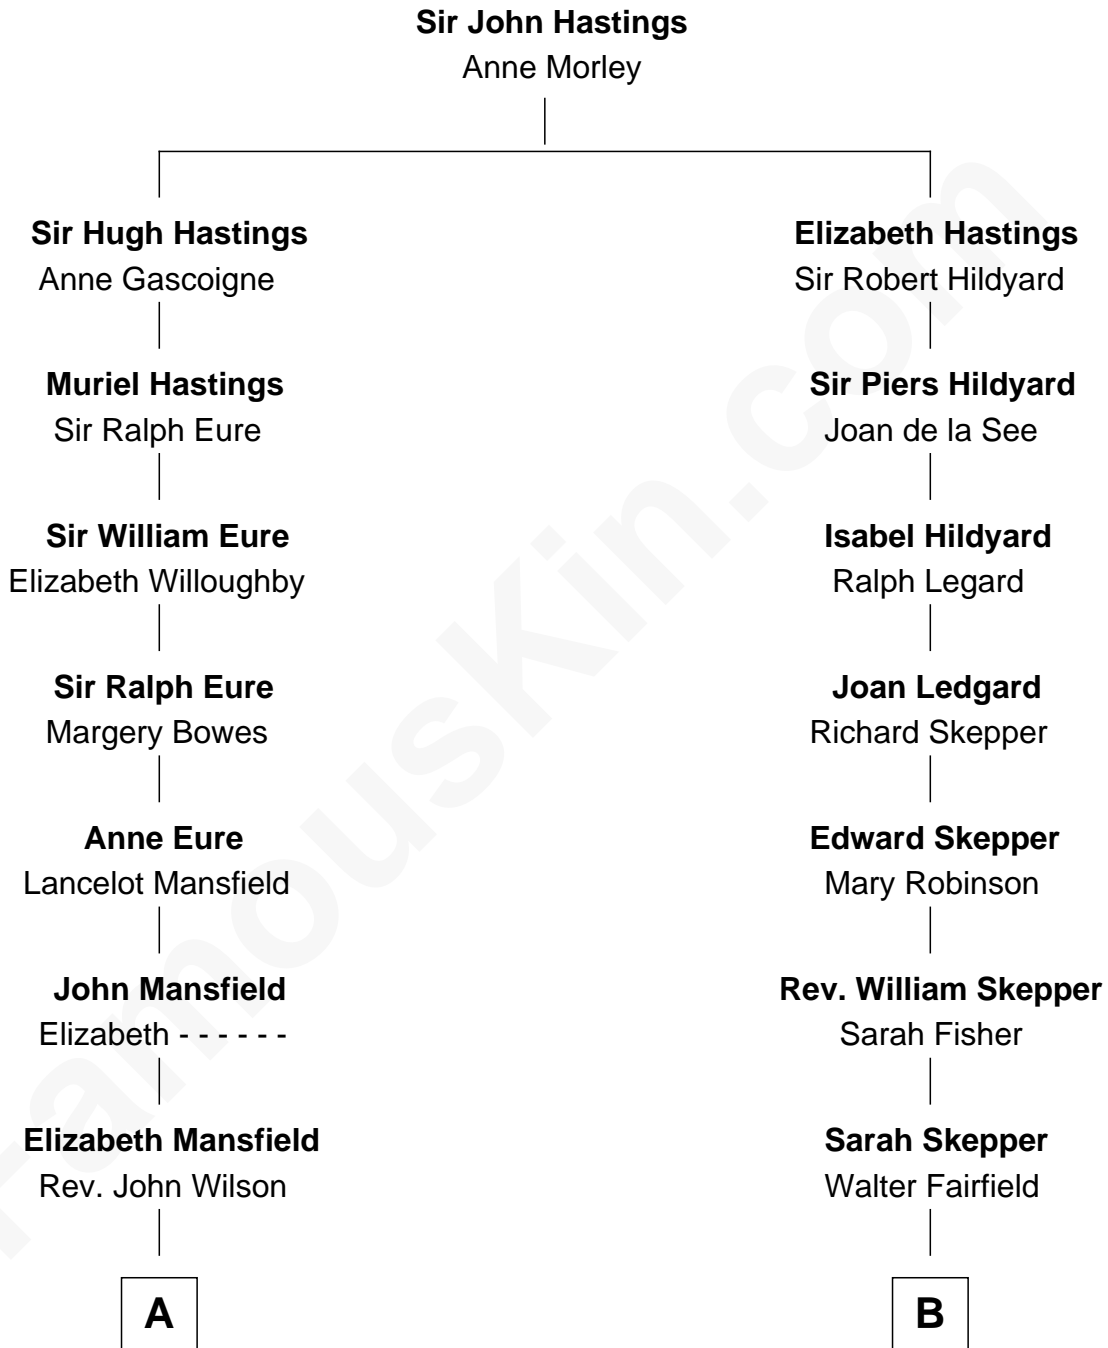 Sir John Hastings
Anne Morley
Sir Hugh Hastings
Anne Gascoigne
Muriel Hastings
Sir Ralph Eure
Sir William Eure
Elizabeth Willoughby
Sir Ralph Eure
Margery Bowes
Anne Eure
Lancelot Mansfield
John Mansfield
Elizabeth - - - - - -
Elizabeth Mansfield
Rev. John Wilson
A
Elizabeth Hastings
Sir Robert Hildyard
Sir Piers Hildyard
Joan de la See
Isabel Hildyard
Ralph Legard
Joan Ledgard
Richard Skepper
Edward Skepper
Mary Robinson
Rev. William Skepper
Sarah Fisher
Sarah Skepper
Walter Fairfield
B
FamousKin.com